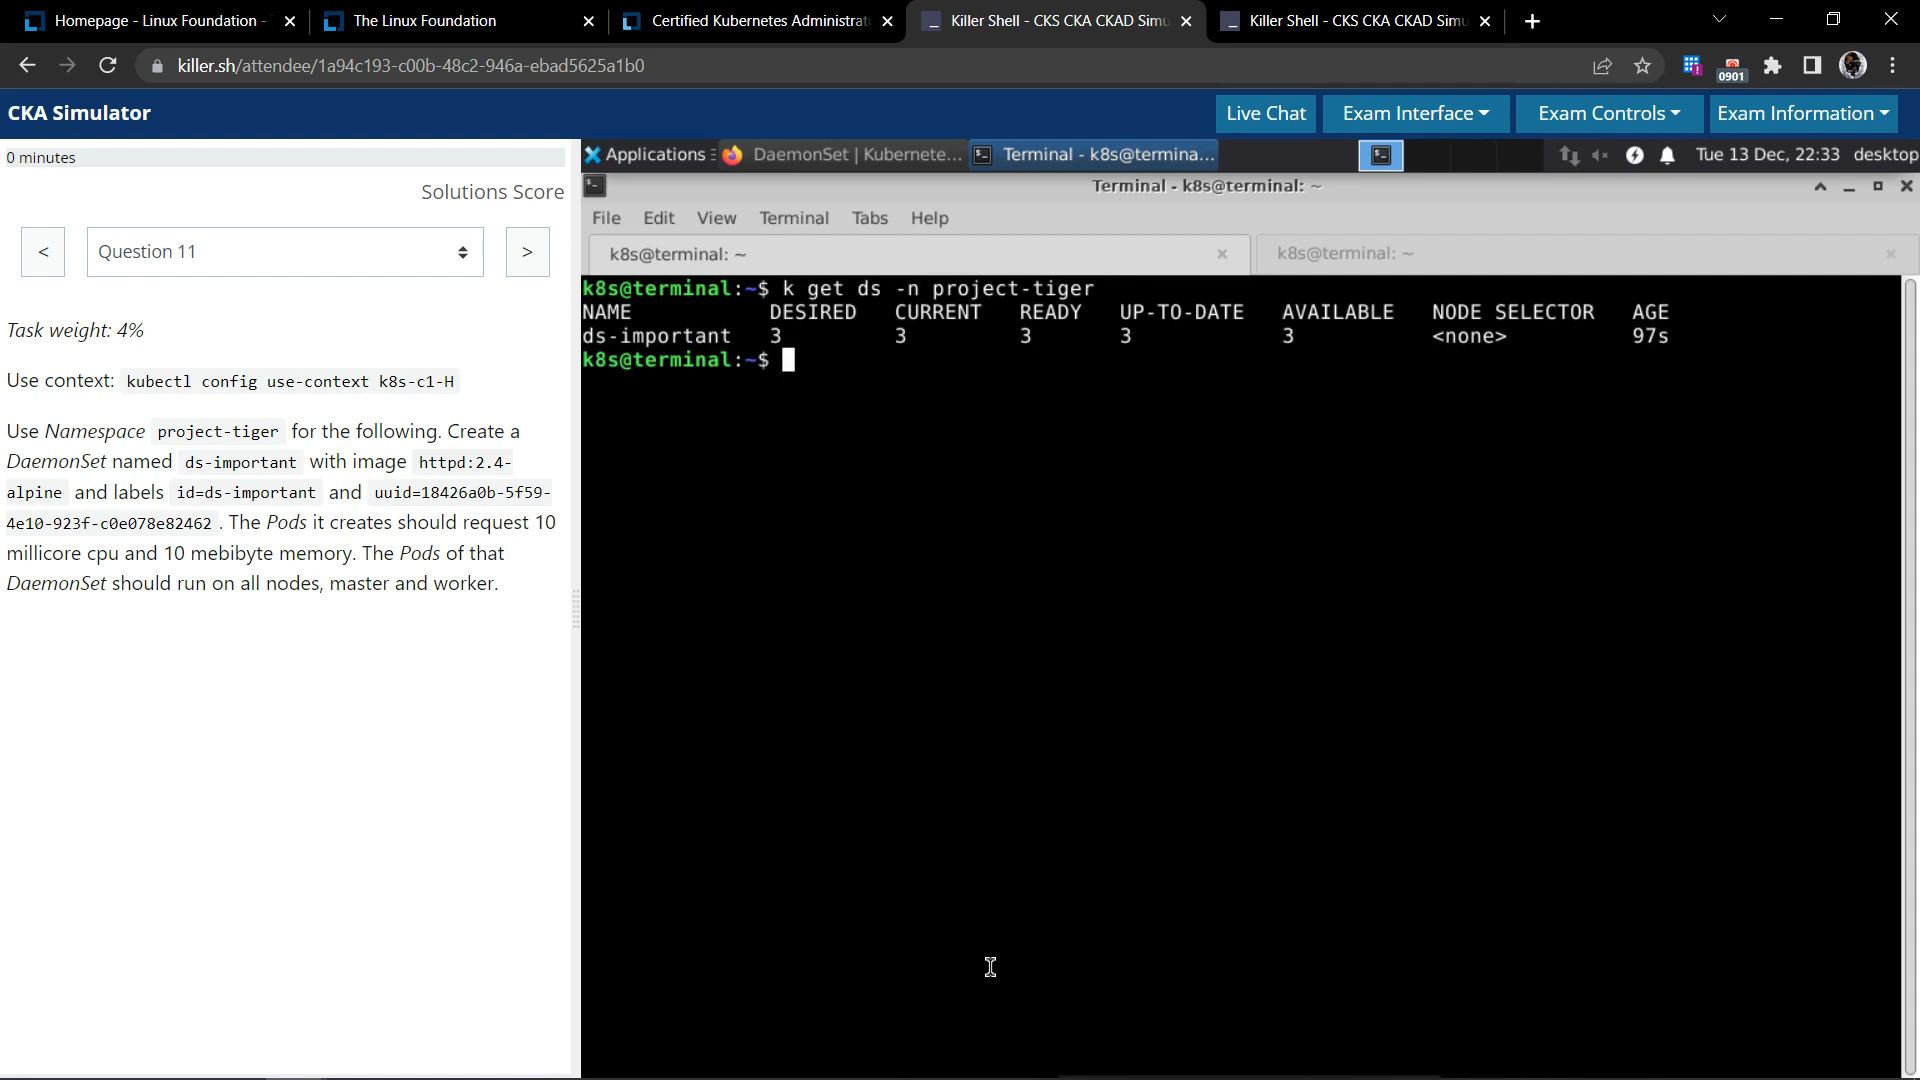 Homepage - Linux Foundation -
The Linux Foundation
Certified Kubernetes Administrat
Killer Shell - CKS CKA CKAD Simu
Killer Shell - CKS CKA CKAD Simu
killer.sh/attendee/1a94c193-c00b-48c2-946a-ebad5625a1b0
0901
CKA Simulator
Live Chat
Exam Interface
Exam Controls
Exam Information
0 minutes
Solutions Score
<
Question 11
>
Task weight: 4%
Use context: kubectl config use-context k8s-c1-H
Use Namespace project-tiger for the following. Create a
DaemonSet named ds-important with image httpd:2.4-
alpine and labels id=ds-important and uuid=18426a0b-5f59-
4e10-923f-c0e078e82462 . The Pods it creates should request 10
millicore cpu and 10 mebibyte memory. The Pods of that
DaemonSet should run on all nodes, master and worker.
Applications
DaemonSet | Kubernete...
Terminal - k8s@termina...
Tue 13 Dec, 22:33 desktop
Terminal - k8s@terminal: ~
File Edit View Terminal Tabs Help
k8s@terminal: ~
k8s@terminal: ~
k8s@terminal:~$ k get ds -n project-tiger
NAME DESIRED CURRENT READY UP-TO-DATE AVAILABLE NODE SELECTOR AGE
ds-important 3 3 3 3 3 <none> 97s
k8s@terminal:~$